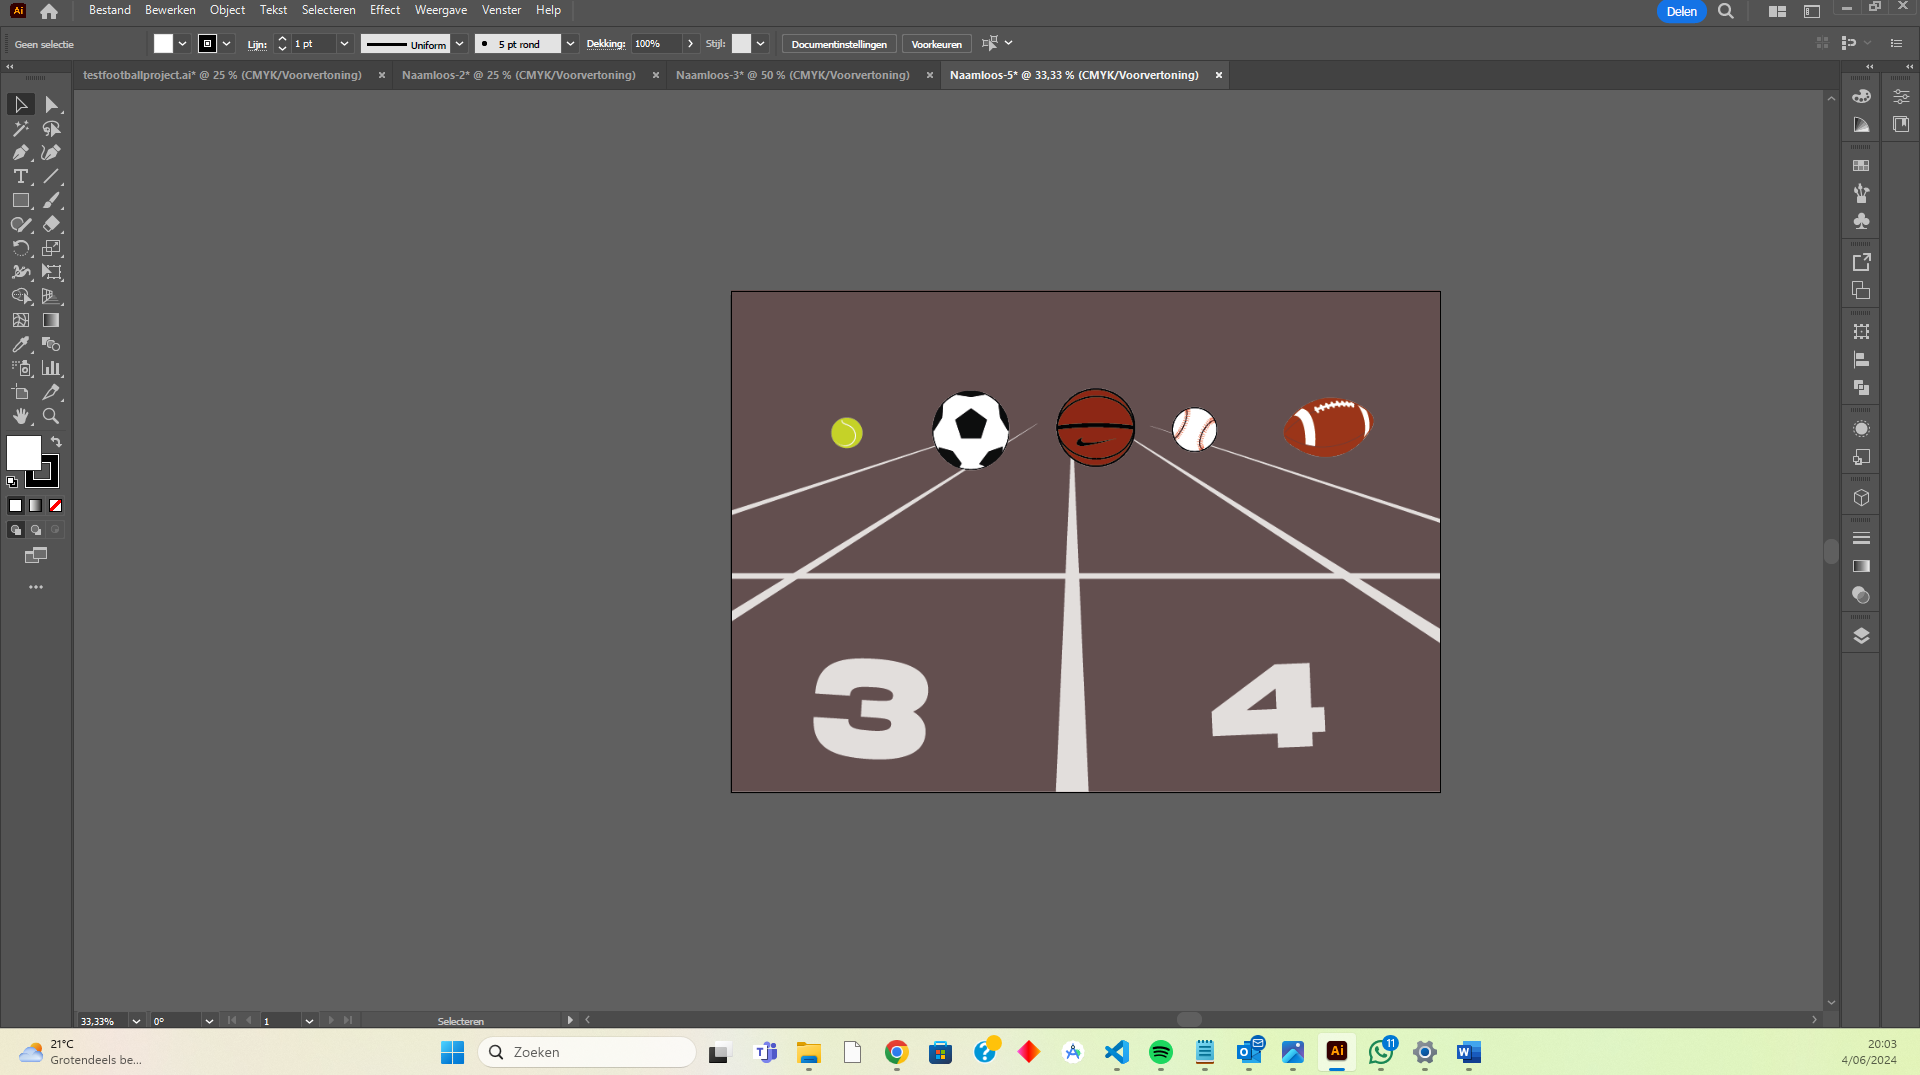 Ai
Bestand Bewerken Object Tekst Selecteren Effect Weergave Venster Help
Delen
Geen selectie
Lijn: 1 pt Uniform 5 pt rond Dekking: 100% Stijl: Documentinstellingen Voorkeuren
testfootballproject.ai* @ 25 % (CMYK/Voorvertoning) × Naamloos-2* @ 25 % (CMYK/Voorvertoning) × Naamloos-3* @ 50 % (CMYK/Voorvertoning) × Naamloos-5* @ 33,33 % (CMYK/Voorvertoning) ×
3 4
33,33% 0° 1 Selecteren
21°C
Grotendeels be...
Zoeken
Ai
11
20:03
4/06/2024